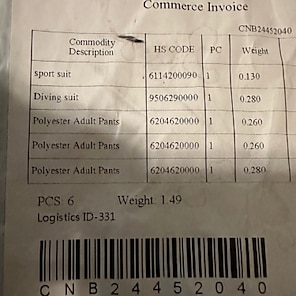 Commerce Invoice
CNB24452040
Commodity Description HS CODE PC Weight
sport suit 6114200090 1 0.130
Diving suit 9506290000 1 0.280
Polyester Adult Pants 6204620000 1 0.260
Polyester Adult Pants 6204620000 1 0.260
Polyester Adult Pants 6204620000 1 0.280
PCS: 6 Weight: 1.49
Logistics ID-331
CNB24452040